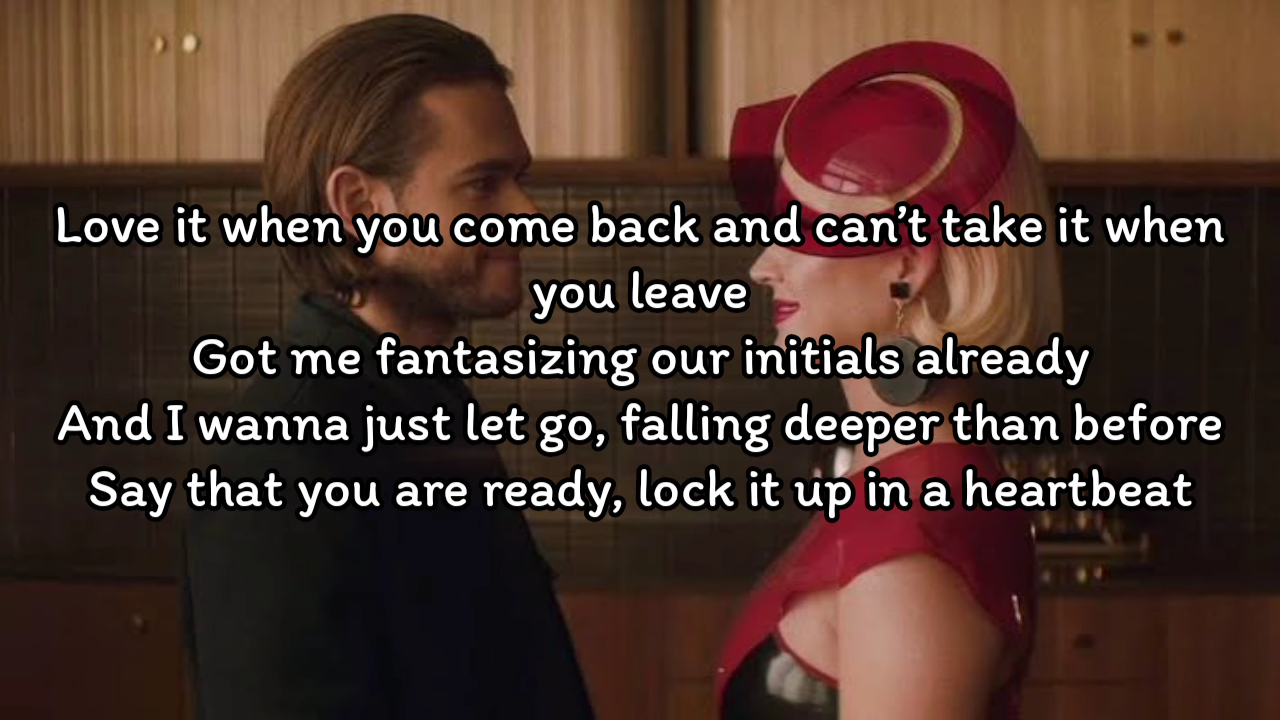 Love it when you come back and can’t take it when
you leave
Got me fantasizing our initials already
And I wanna just let go, falling deeper than before
Say that you are ready, lock it up in a heartbeat